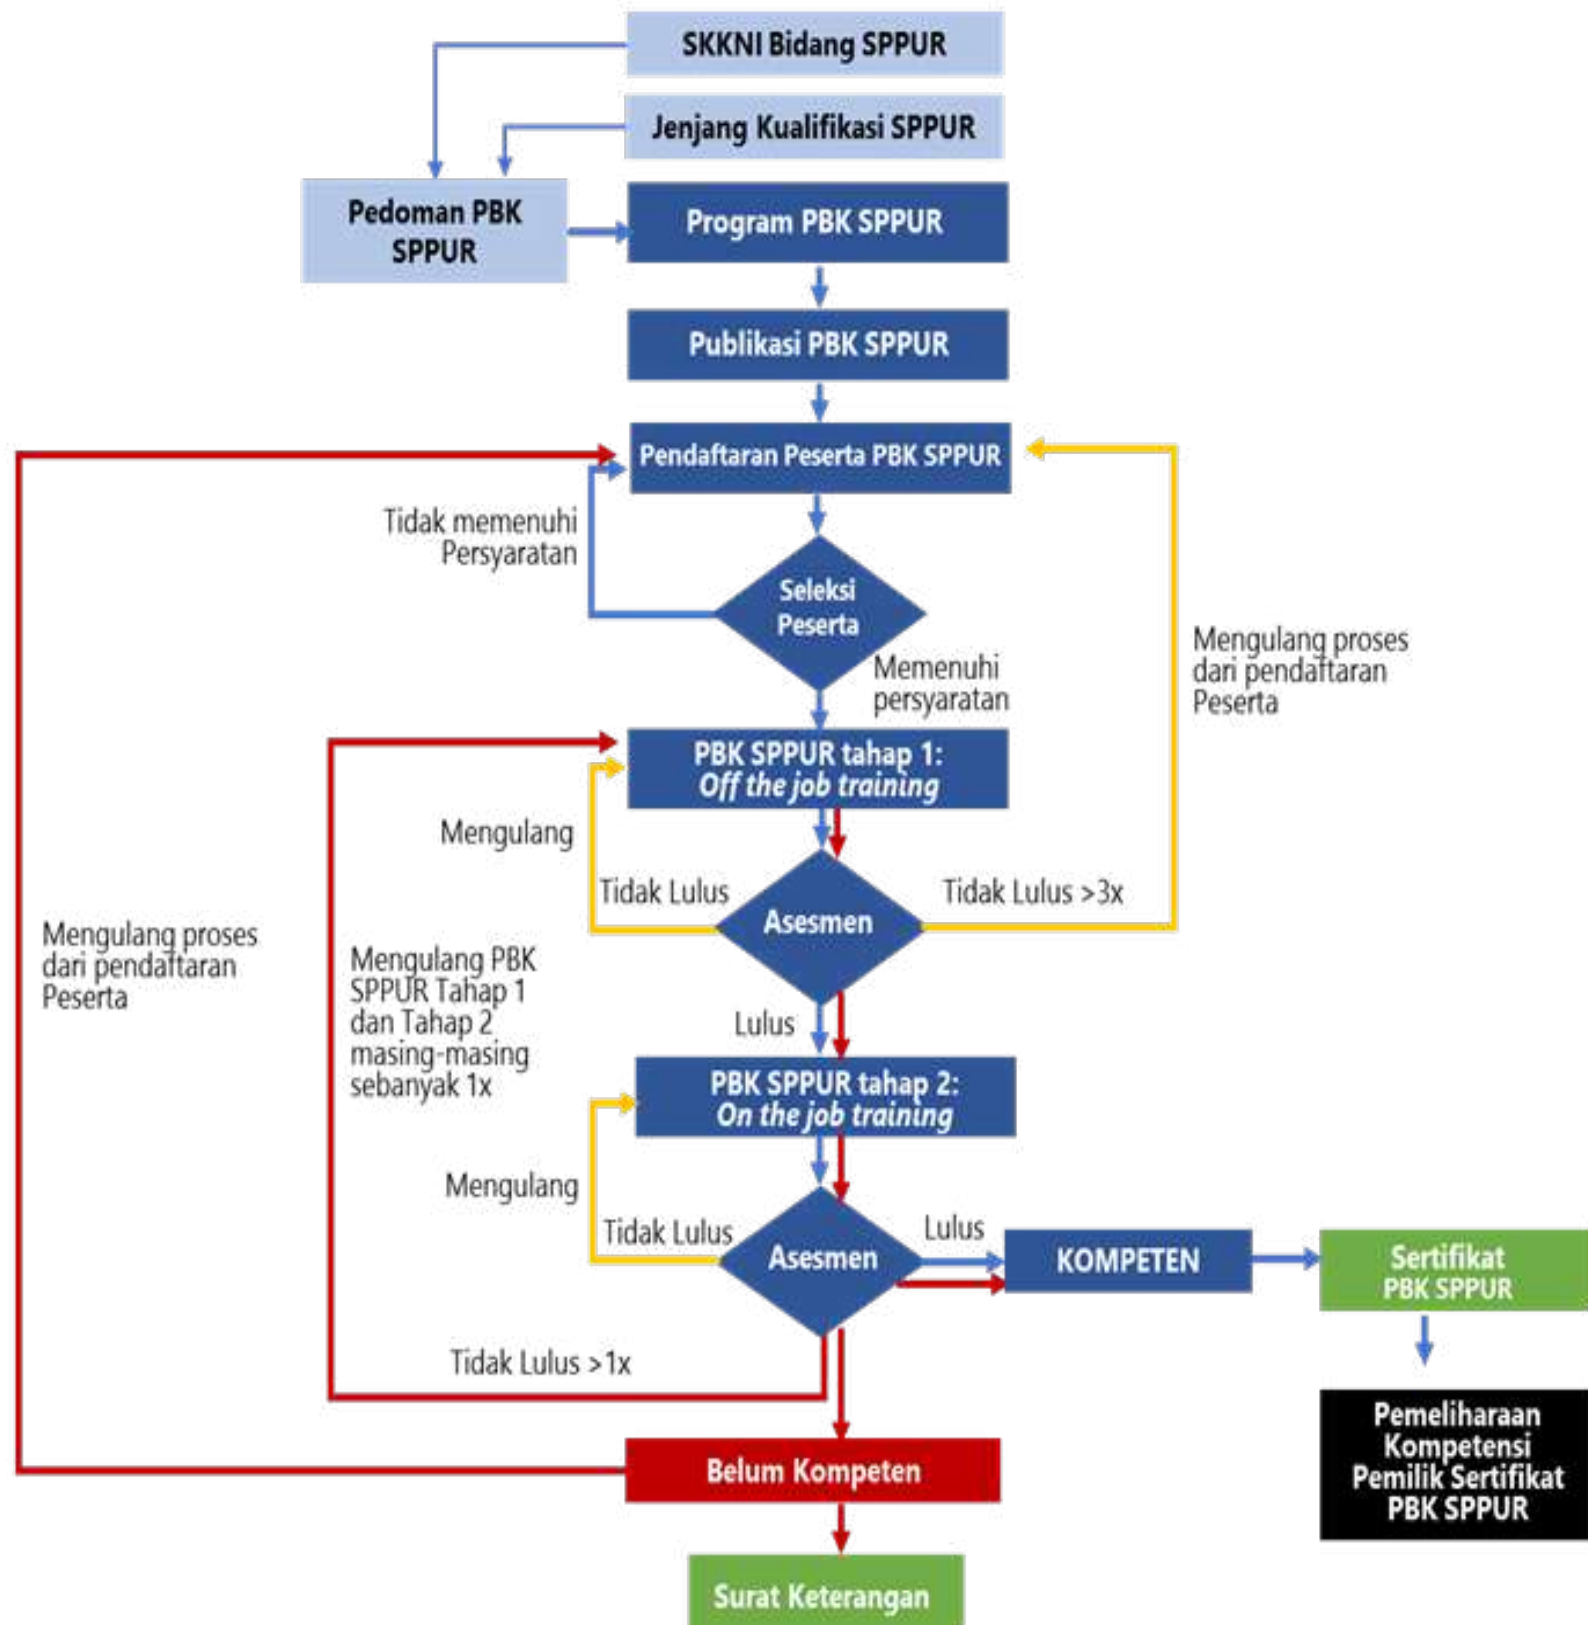 SKKNI Bidang SPPUR
Jenjang Kualifikasi SPPUR
Pedoman PBK
SPPUR
Program PBK SPPUR
Publikasi PBK SPPUR
Pendaftaran Peserta PBK SPPUR
Tidak memenuhi
Persyaratan
Seleksi
Peserta
Memenuhi
persyaratan
Mengulang proses
dari pendaftaran
Peserta
PBK SPPUR tahap 1:
Off the job training
Mengulang
Tidak Lulus
Asesmen
Tidak Lulus >3x
Mengulang proses
dari pendaftaran
Peserta
Mengulang PBK
SPPUR Tahap 1
dan Tahap 2
masing-masing
sebanyak 1x
Lulus
PBK SPPUR tahap 2:
On the job training
Mengulang
Tidak Lulus
Asesmen
Lulus
KOMPETEN
Sertifikat
PBK SPPUR
Tidak Lulus >1x
Pemeliharaan
Kompetensi
Pemilik Sertifikat
PBK SPPUR
Belum Kompeten
Surat Keterangan